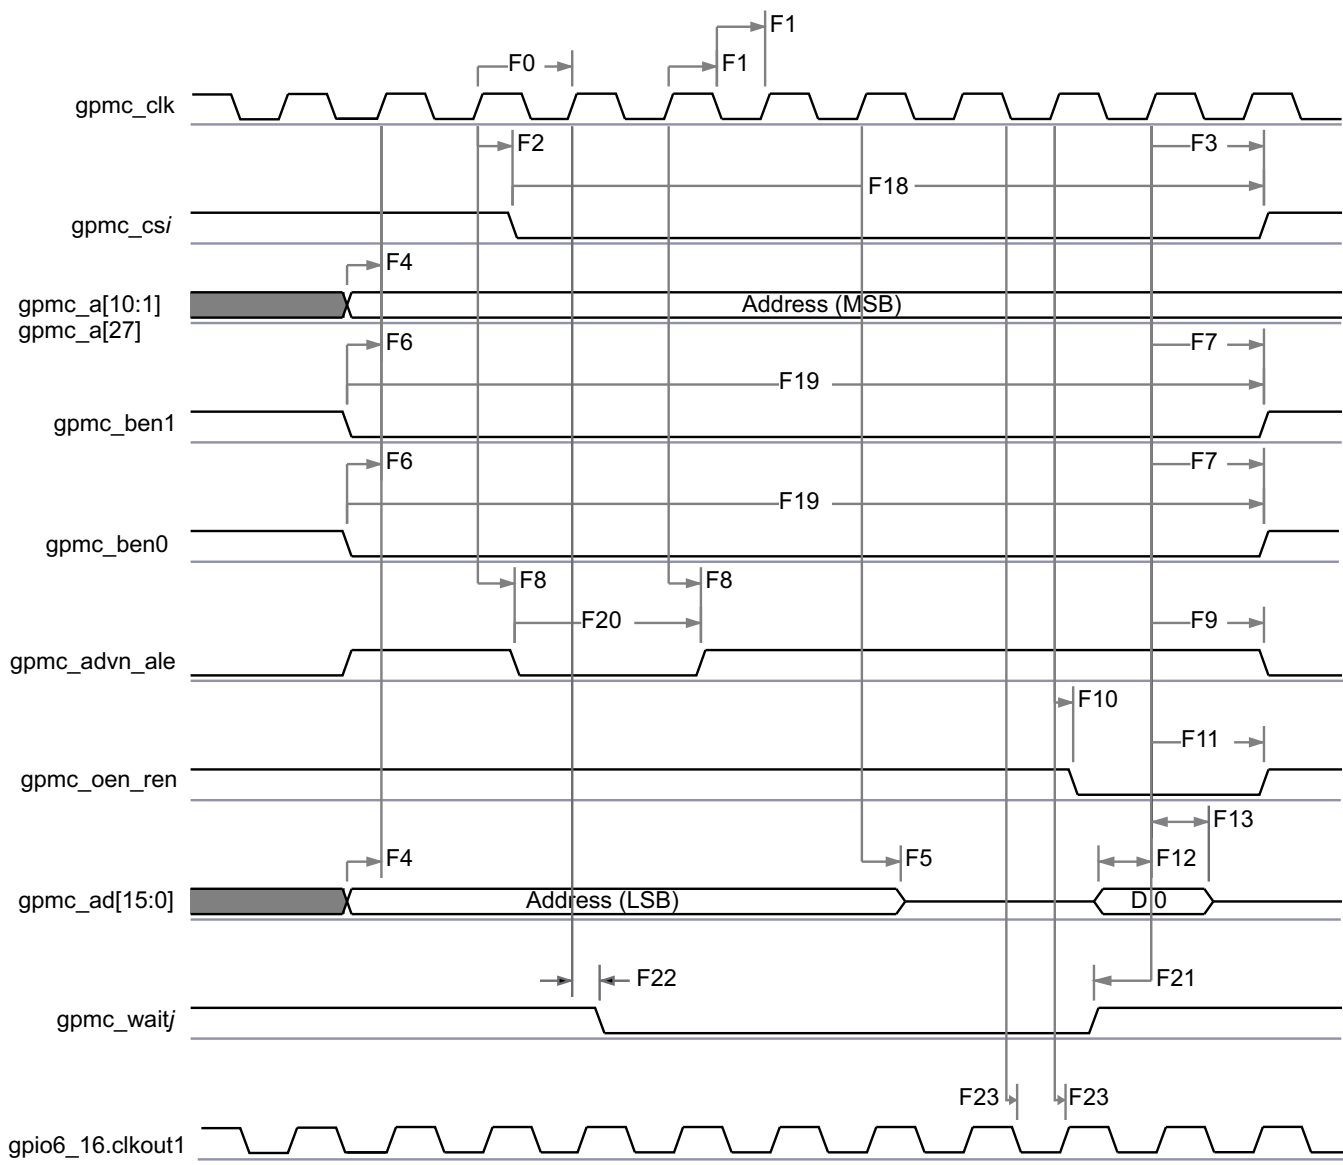 F1
F0
F1
gpmc_clk
F2
F3
F18
gpmc_csi
F4
gpmc_a[10:1]
Address (MSB)
gpmc_a[27]
F6
F7
F19
gpmc_ben1
F6
F7
F19
gpmc_ben0
F8
F8
F20
F9
gpmc_advn_ale
F10
F11
gpmc_oen_ren
F13
F4
F5
F12
gpmc_ad[15:0]
Address (LSB)
D 0
F22
F21
gpmc_waitj
F23
F23
gpio6_16.clkout1